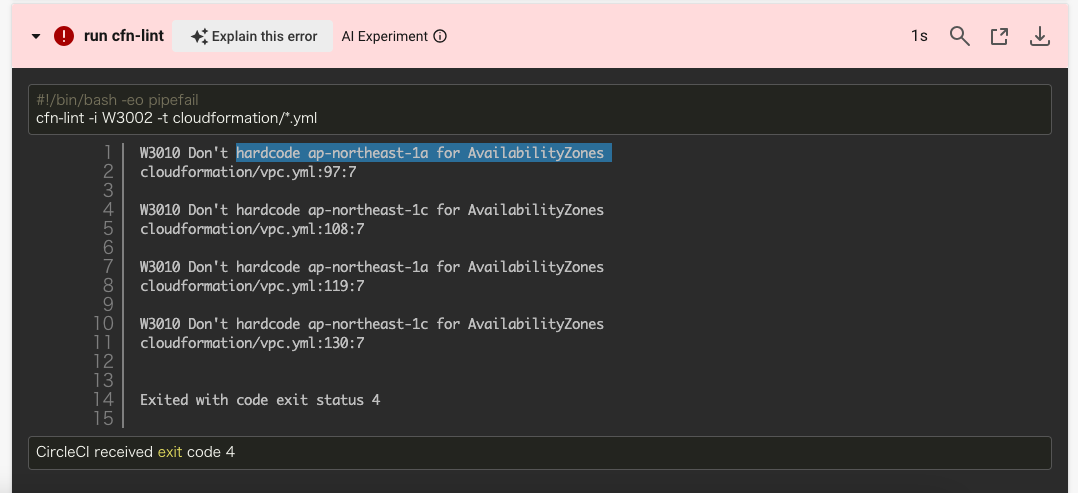 run cfn-lint Explain this error AI Experiment 1s
#!/bin/bash -eo pipefail
cfn-lint -i W3002 -t cloudformation/*.yml
1 W3010 Don't hardcode ap-northeast-1a for AvailabilityZones
2 cloudformation/vpc.yml:97:7
3
4 W3010 Don't hardcode ap-northeast-1c for AvailabilityZones
5 cloudformation/vpc.yml:108:7
6
7 W3010 Don't hardcode ap-northeast-1a for AvailabilityZones
8 cloudformation/vpc.yml:119:7
9
10 W3010 Don't hardcode ap-northeast-1c for AvailabilityZones
11 cloudformation/vpc.yml:130:7
12
13
14 Exited with code exit status 4
15
CircleCI received exit code 4